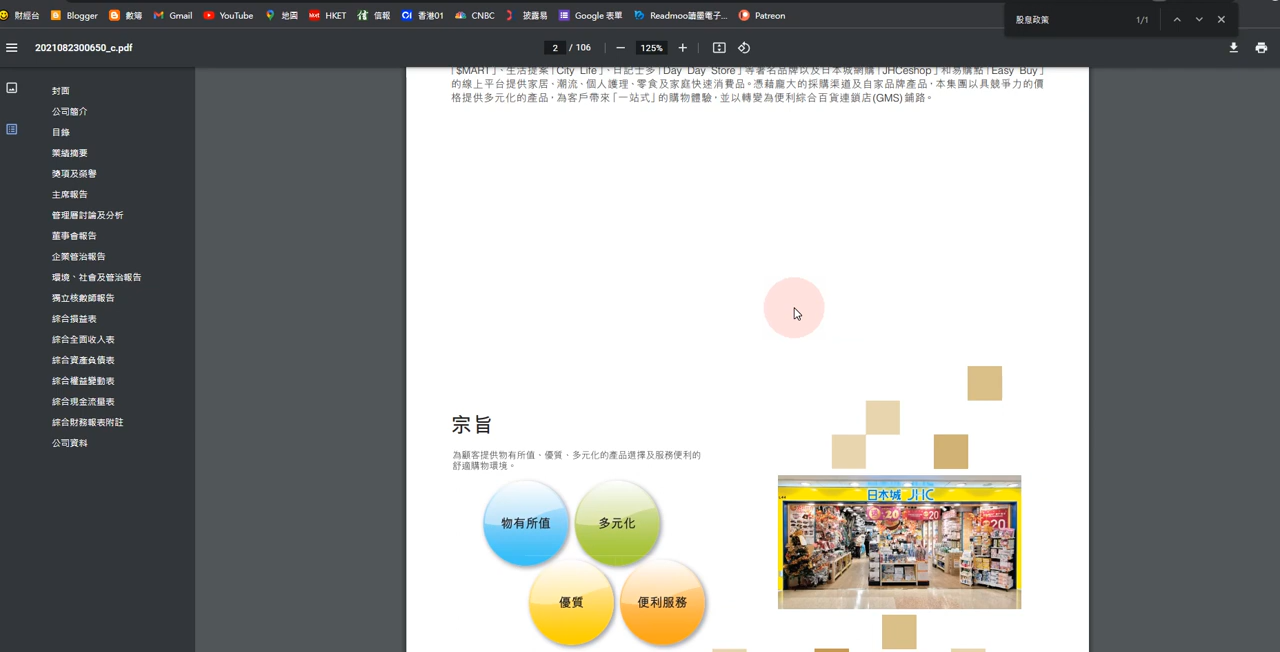 財經台 Blogger 數簿 Gmail YouTube 地圖 HKET 信報 香港01 CNBC 披露易 Google 表單 Readmoo讀墨電子... Patreon
股息政策 1/1
2021082300650_c.pdf 2 / 106 125%
封面
公司簡介
目錄
業績摘要
獎項及榮譽
主席報告
管理層討論及分析
董事會報告
企業管治報告
環境、社會及管治報告
獨立核數師報告
綜合損益表
綜合全面收入表
綜合資產負債表
綜合權益變動表
綜合現金流量表
綜合財務報表附註
公司資料
「$MART」、生活提案「City Life」、日記士多「Day Day Store」等著名品牌以及日本城網購「JHCeshop」和易購點「Easy Buy」
的線上平台提供家居、潮流、個人護理、零食及家庭快速消費品。憑藉龐大的採購渠道及自家品牌產品，本集團以具競爭力的價
格提供多元化的產品，為客戶帶來「一站式」的購物體驗，並以轉變為便利綜合百貨連鎖店(GMS)鋪路。
宗旨
為顧客提供物有所值、優質、多元化的產品選擇及服務便利的
舒適購物環境。
物有所值
多元化
優質
便利服務
日本城 JHC